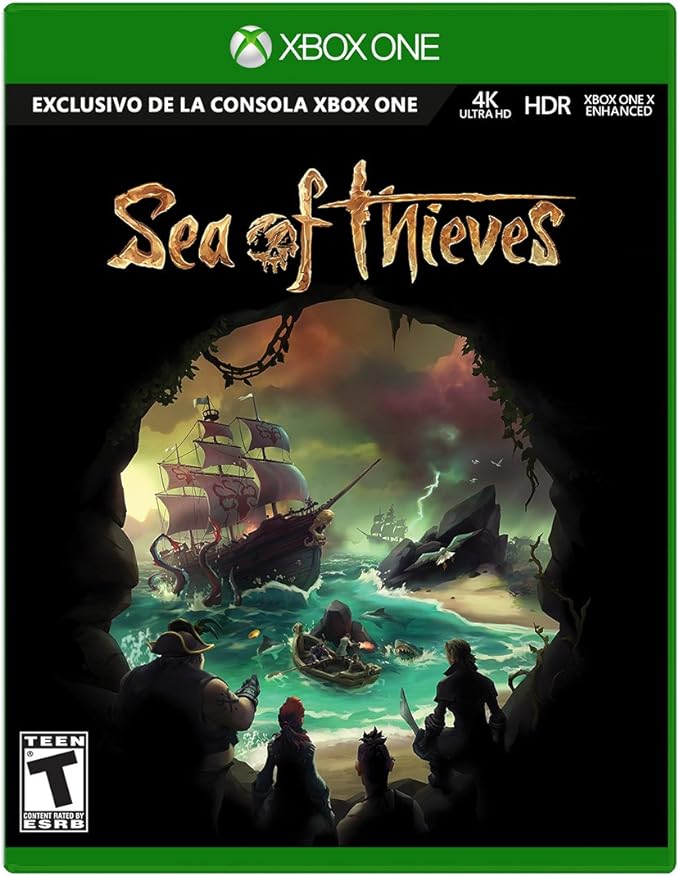 XBOX ONE
EXCLUSIVO DE LA CONSOLA XBOX ONE
4K
ULTRA HD
HDR
XBOX ONE X
ENHANCED
Sea of Thieves
TEEN
T
CONTENT RATED BY
ESRB